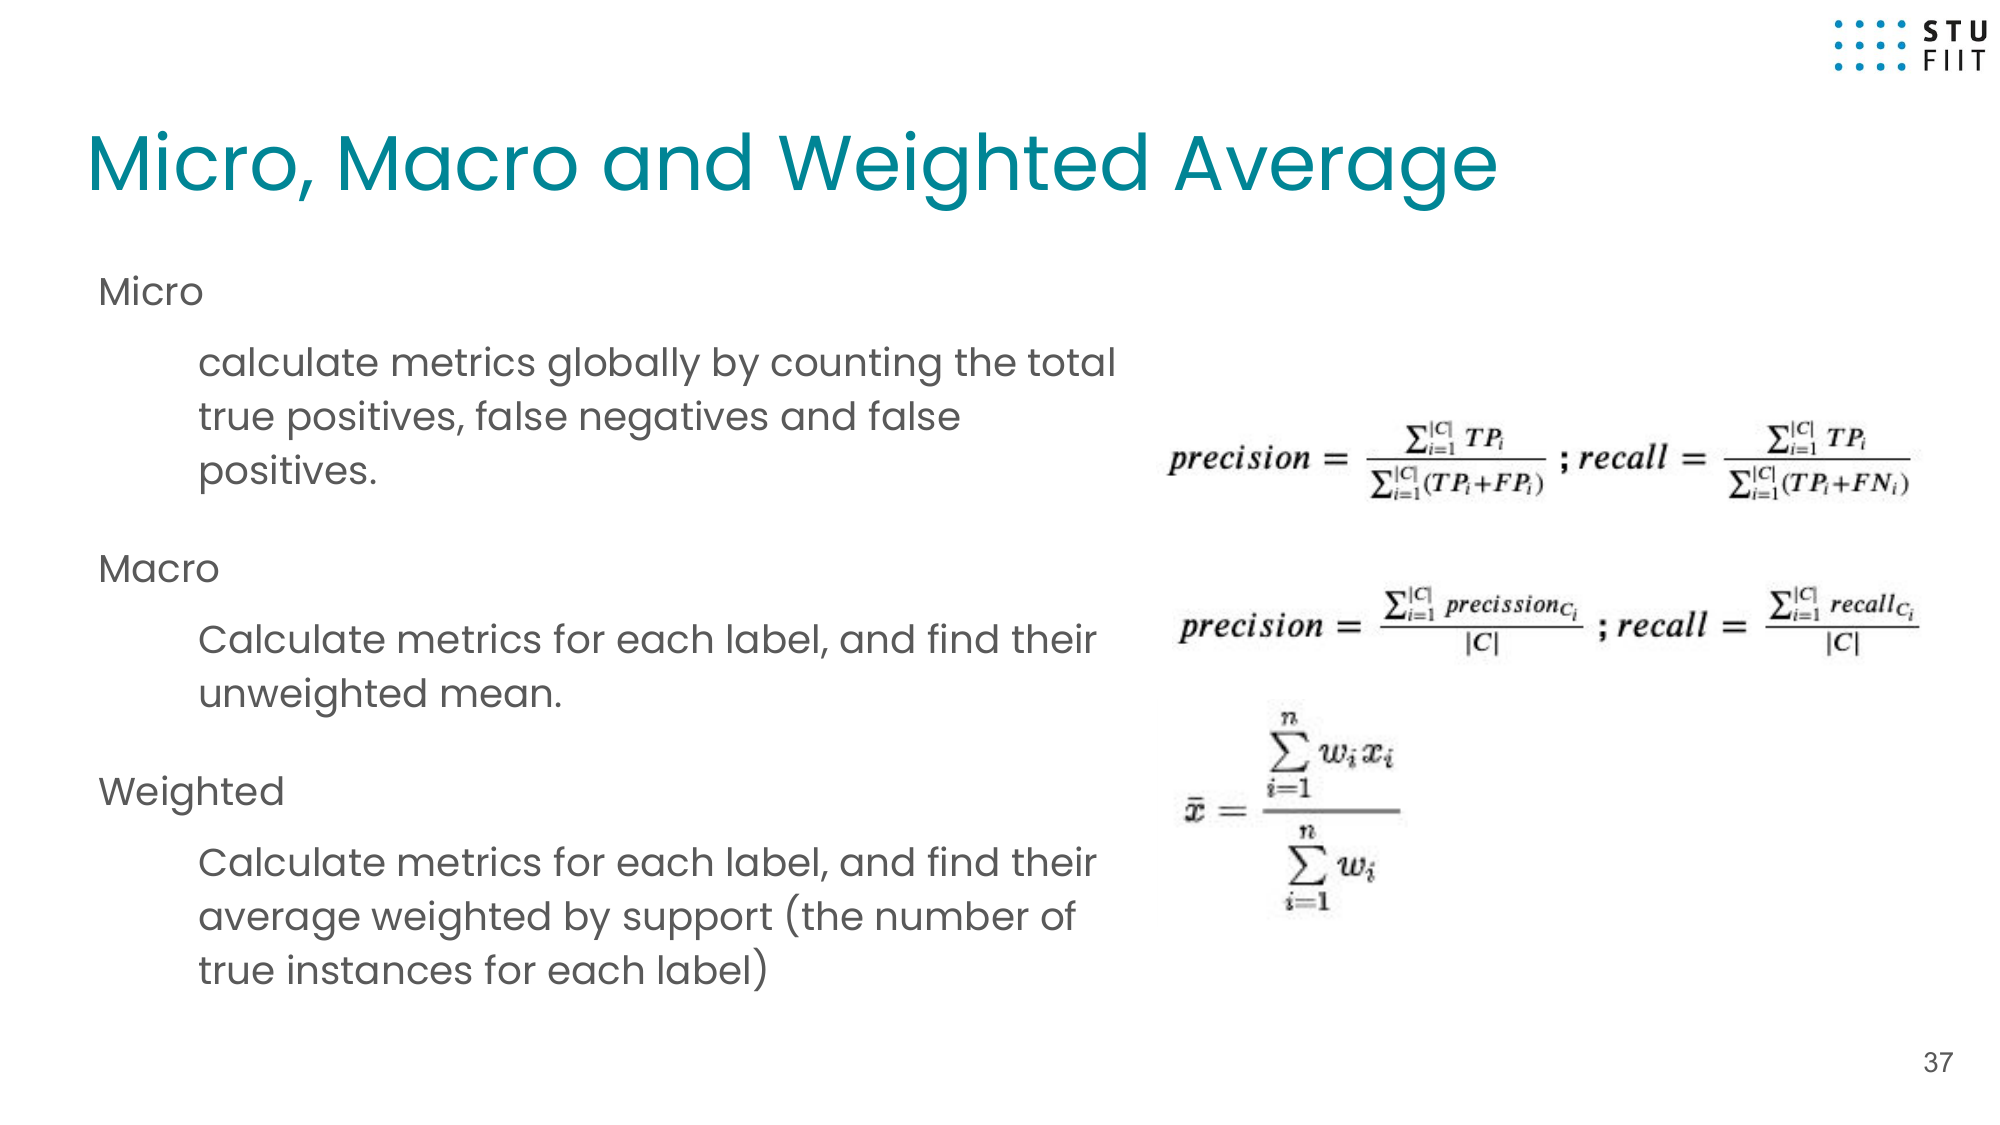 STU
FIIT
Micro, Macro and Weighted Average
Micro
calculate metrics globally by counting the total
true positives, false negatives and false
positives.
precision = \frac{\sum_{i=1}^{|C|} TP_i}{\sum_{i=1}^{|C|}(TP_i+FP_i)} ; recall = \frac{\sum_{i=1}^{|C|} TP_i}{\sum_{i=1}^{|C|}(TP_i+FN_i)}
Macro
Calculate metrics for each label, and find their
unweighted mean.
precision = \frac{\sum_{i=1}^{|C|} precission_{C_i}}{|C|} ; recall = \frac{\sum_{i=1}^{|C|} recall_{C_i}}{|C|}
Weighted
Calculate metrics for each label, and find their
average weighted by support (the number of
true instances for each label)
\bar{x} = \frac{\sum_{i=1}^{n} w_i x_i}{\sum_{i=1}^{n} w_i}
37